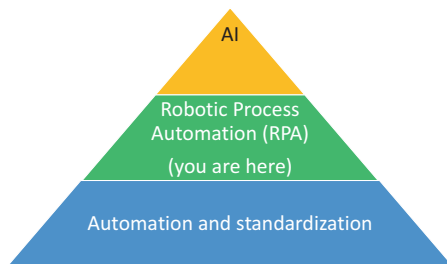 AI
Robotic Process
Automation (RPA)
(you are here)
Automation and standardization